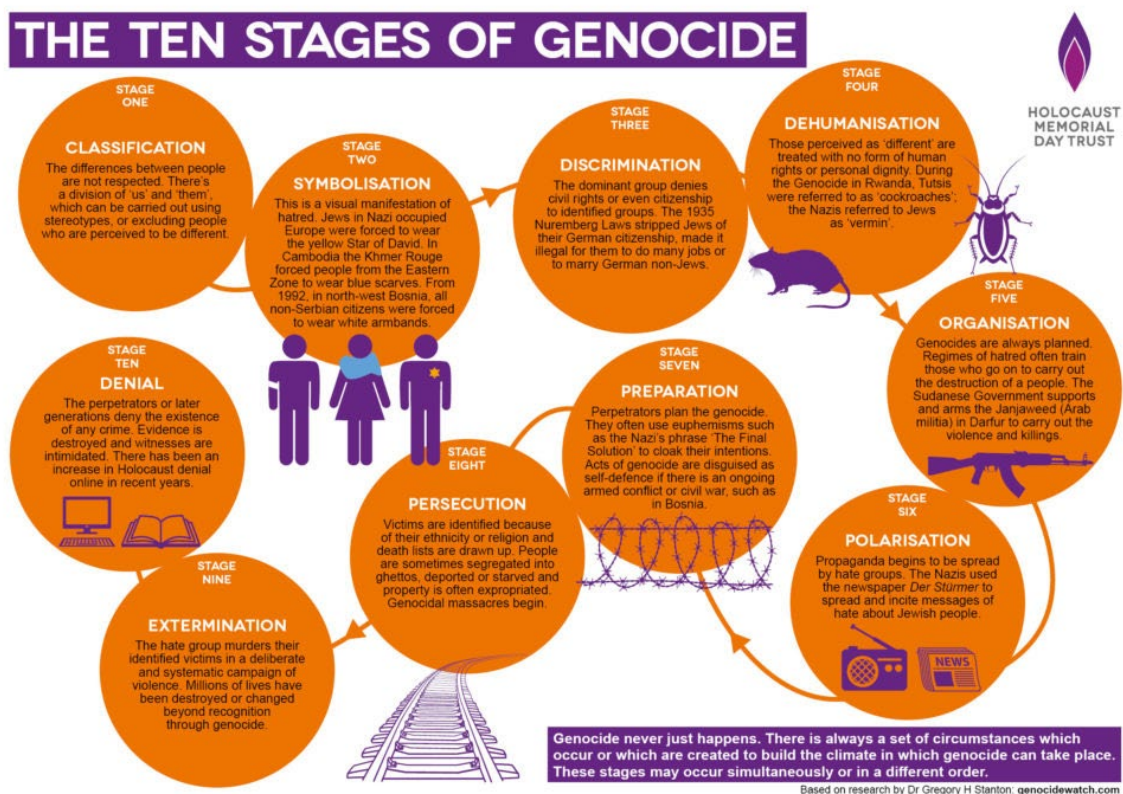 THE TEN STAGES OF GENOCIDE
HOLOCAUST
MEMORIAL
DAY TRUST
STAGE
ONE
CLASSIFICATION
The differences between people
are not respected. There's
a division of 'us' and 'them',
which can be carried out using
stereotypes, or excluding people
who are perceived to be different.
STAGE
TWO
SYMBOLISATION
This is a visual manifestation of
hatred. Jews in Nazi occupied
Europe were forced to wear
the yellow Star of David. In
Cambodia the Khmer Rouge
forced people from the Eastern
Zone to wear blue scarves. From
1992, in north-west Bosnia, all
non-Serbian citizens were forced
to wear white armbands.
STAGE
THREE
DISCRIMINATION
The dominant group denies
civil rights or even citizenship
to identified groups. The 1935
Nuremberg Laws stripped Jews of
their German citizenship, made it
illegal for them to do many jobs or
to marry German non-Jews.
STAGE
FOUR
DEHUMANISATION
Those perceived as 'different' are
treated with no form of human
rights or personal dignity. During
the Genocide in Rwanda, Tutsis
were referred to as 'cockroaches';
the Nazis referred to Jews
as 'vermin'.
STAGE
FIVE
ORGANISATION
Genocides are always planned.
Regimes of hatred often train
those who go on to carry out
the destruction of a people. The
Sudanese Government supports
and arms the Janjaweed (Arab
militia) in Darfur to carry out the
violence and killings.
STAGE
SIX
POLARISATION
Propaganda begins to be spread
by hate groups. The Nazis used
the newspaper Der Stürmer to
spread and incite messages of
hate about Jewish people.
NEWS
STAGE
SEVEN
PREPARATION
Perpetrators plan the genocide.
They often use euphemisms such
as the Nazi's phrase 'The Final
Solution' to cloak their intentions.
Acts of genocide are disguised as
self-defence if there is an ongoing
armed conflict or civil war, such as
in Bosnia.
STAGE
EIGHT
PERSECUTION
Victims are identified because
of their ethnicity or religion and
death lists are drawn up. People
are sometimes segregated into
ghettos, deported or starved and
property is often expropriated.
Genocidal massacres begin.
STAGE
NINE
EXTERMINATION
The hate group murders their
identified victims in a deliberate
and systematic campaign of
violence. Millions of lives have
been destroyed or changed
beyond recognition
through genocide.
STAGE
TEN
DENIAL
The perpetrators or later
generations deny the existence
of any crime. Evidence is
destroyed and witnesses are
intimidated. There has been an
increase in Holocaust denial
online in recent years.
Genocide never just happens. There is always a set of circumstances which
occur or which are created to build the climate in which genocide can take place.
These stages may occur simultaneously or in a different order.
Based on research by Dr Gregory H Stanton: genocidewatch.com